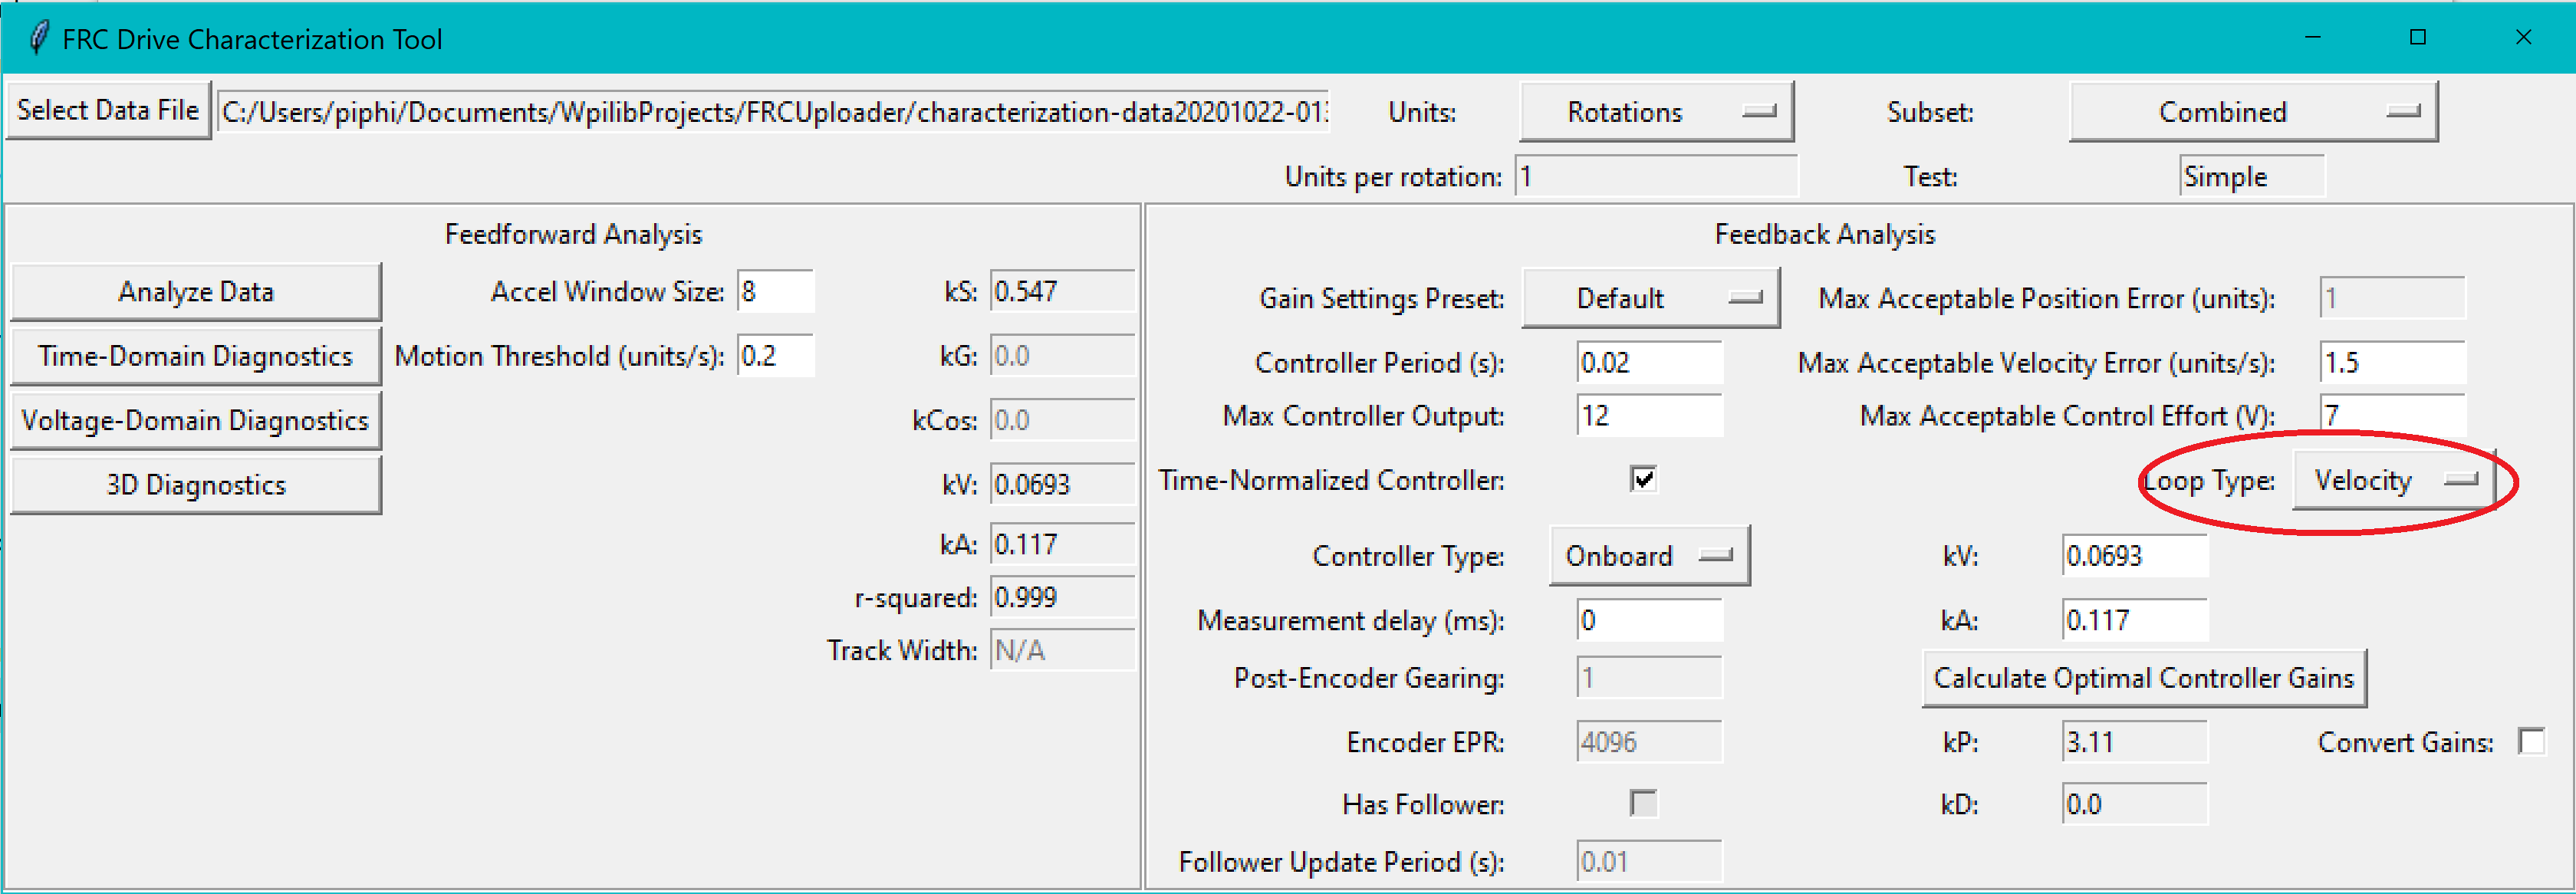 FRC Drive Characterization Tool
Select Data File C:/Users/piphi/Documents/WpilibProjects/FRCUploader/characterization-data20201022-01 Units: Rotations Subset: Combined
Units per rotation: 1 Test: Simple
Feedforward Analysis
Analyze Data Accel Window Size: 8 kS: 0.547
Time-Domain Diagnostics Motion Threshold (units/s): 0.2 kG: 0.0
Voltage-Domain Diagnostics kCos: 0.0
3D Diagnostics kV: 0.0693
kA: 0.117
r-squared: 0.999
Track Width: N/A
Feedback Analysis
Gain Settings Preset: Default Max Acceptable Position Error (units): 1
Controller Period (s): 0.02 Max Acceptable Velocity Error (units/s): 1.5
Max Controller Output: 12 Max Acceptable Control Effort (V): 7
Time-Normalized Controller: Loop Type: Velocity
Controller Type: Onboard kV: 0.0693
Measurement delay (ms): 0 kA: 0.117
Post-Encoder Gearing: 1 Calculate Optimal Controller Gains
Encoder EPR: 4096 kP: 3.11 Convert Gains:
Has Follower: kD: 0.0
Follower Update Period (s): 0.01